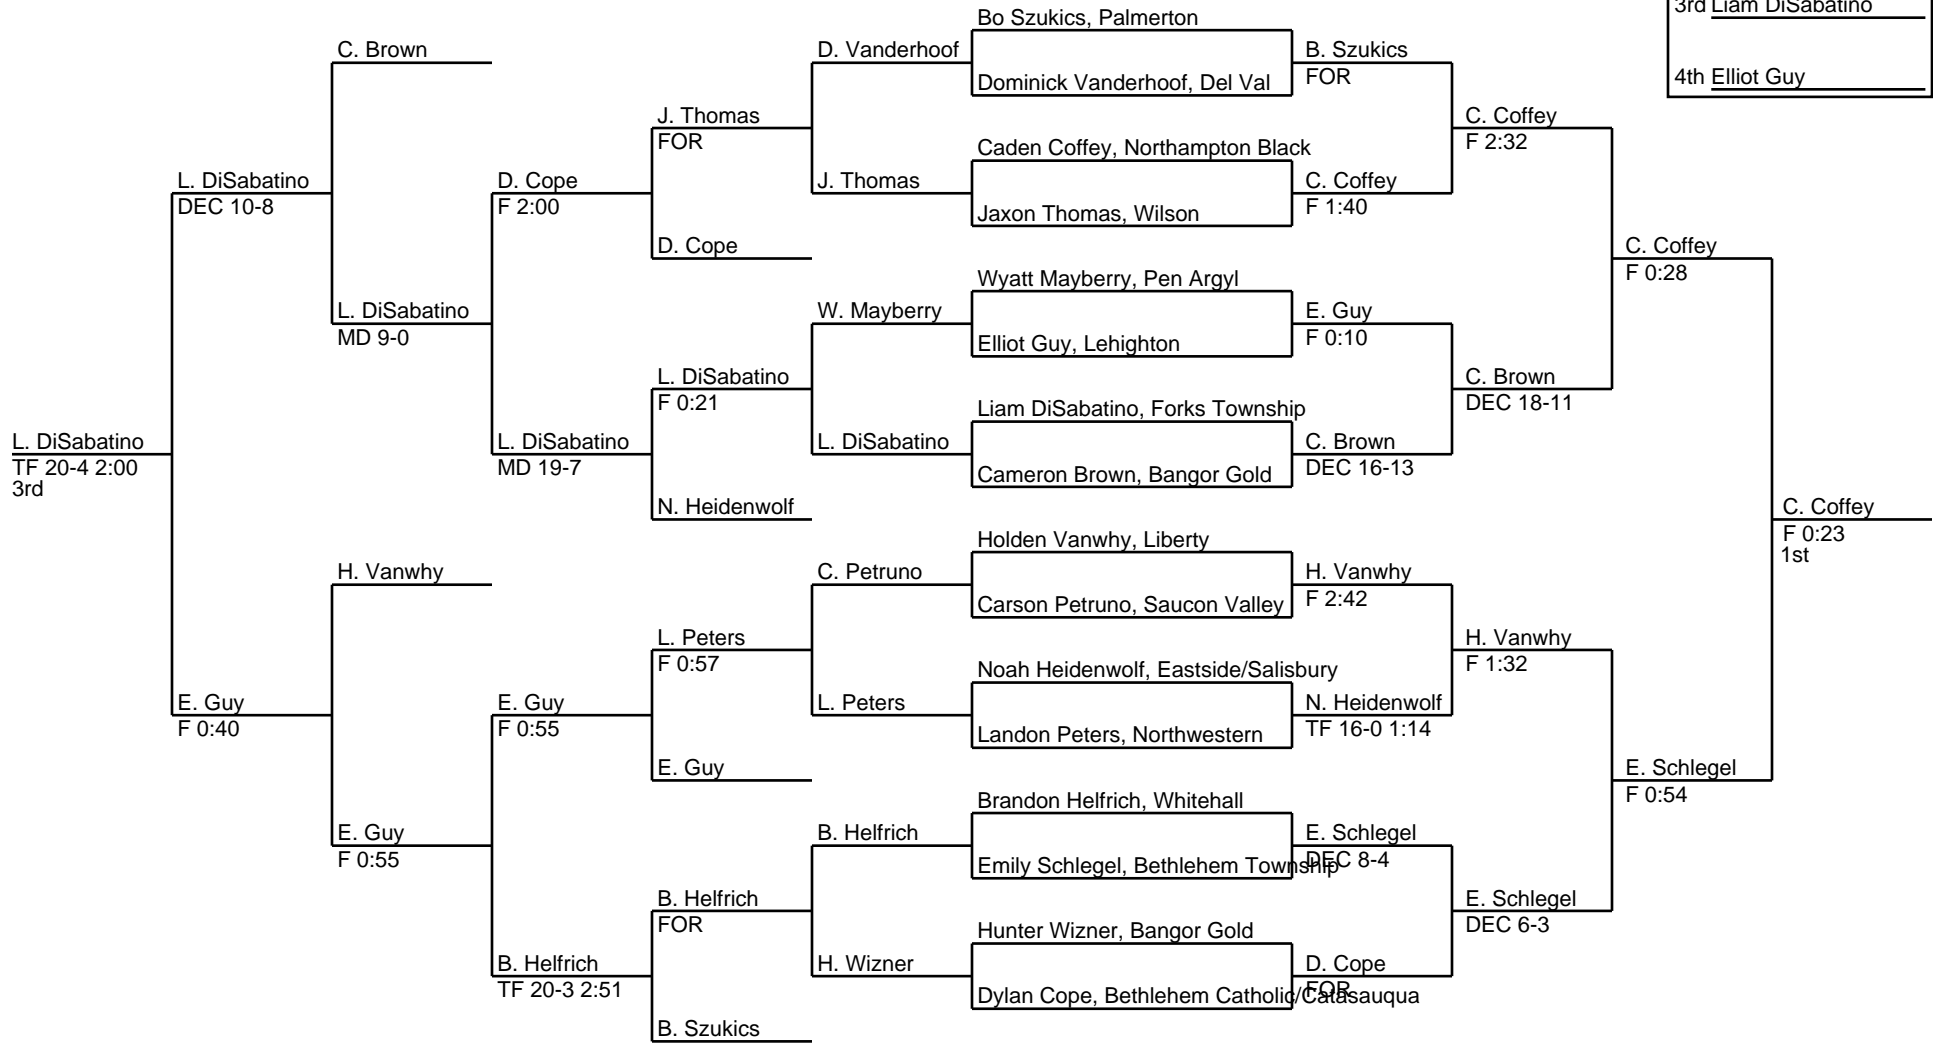 3rd Liam DiSabatino
4th Elliot Guy
Bo Szukics, Palmerton
C. Brown
D. Vanderhoof
B. Szukics
FOR
Dominick Vanderhoof, Del Val
J. Thomas
FOR
C. Coffey
F 2:32
Caden Coffey, Northampton Black
L. DiSabatino
DEC 10-8
D. Cope
F 2:00
J. Thomas
C. Coffey
F 1:40
Jaxon Thomas, Wilson
D. Cope
C. Coffey
F 0:28
Wyatt Mayberry, Pen Argyl
L. DiSabatino
MD 9-0
W. Mayberry
E. Guy
F 0:10
Elliot Guy, Lehighton
L. DiSabatino
F 0:21
C. Brown
DEC 18-11
Liam DiSabatino, Forks Township
L. DiSabatino
TF 20-4 2:00
3rd
L. DiSabatino
MD 19-7
L. DiSabatino
C. Brown
DEC 16-13
Cameron Brown, Bangor Gold
N. Heidenwolf
C. Coffey
F 0:23
1st
Holden Vanwhy, Liberty
H. Vanwhy
C. Petruno
H. Vanwhy
F 2:42
Carson Petruno, Saucon Valley
L. Peters
F 0:57
H. Vanwhy
F 1:32
Noah Heidenwolf, Eastside/Salisbury
E. Guy
F 0:40
E. Guy
F 0:55
L. Peters
N. Heidenwolf
TF 16-0 1:14
Landon Peters, Northwestern
E. Guy
E. Schlegel
F 0:54
Brandon Helfrich, Whitehall
E. Guy
F 0:55
B. Helfrich
E. Schlegel
DEC 8-4
Emily Schlegel, Bethlehem Township
B. Helfrich
FOR
E. Schlegel
DEC 6-3
Hunter Wizner, Bangor Gold
B. Helfrich
TF 20-3 2:51
H. Wizner
D. Cope
FOR
Dylan Cope, Bethlehem Catholic/Catasauqua
B. Szukics